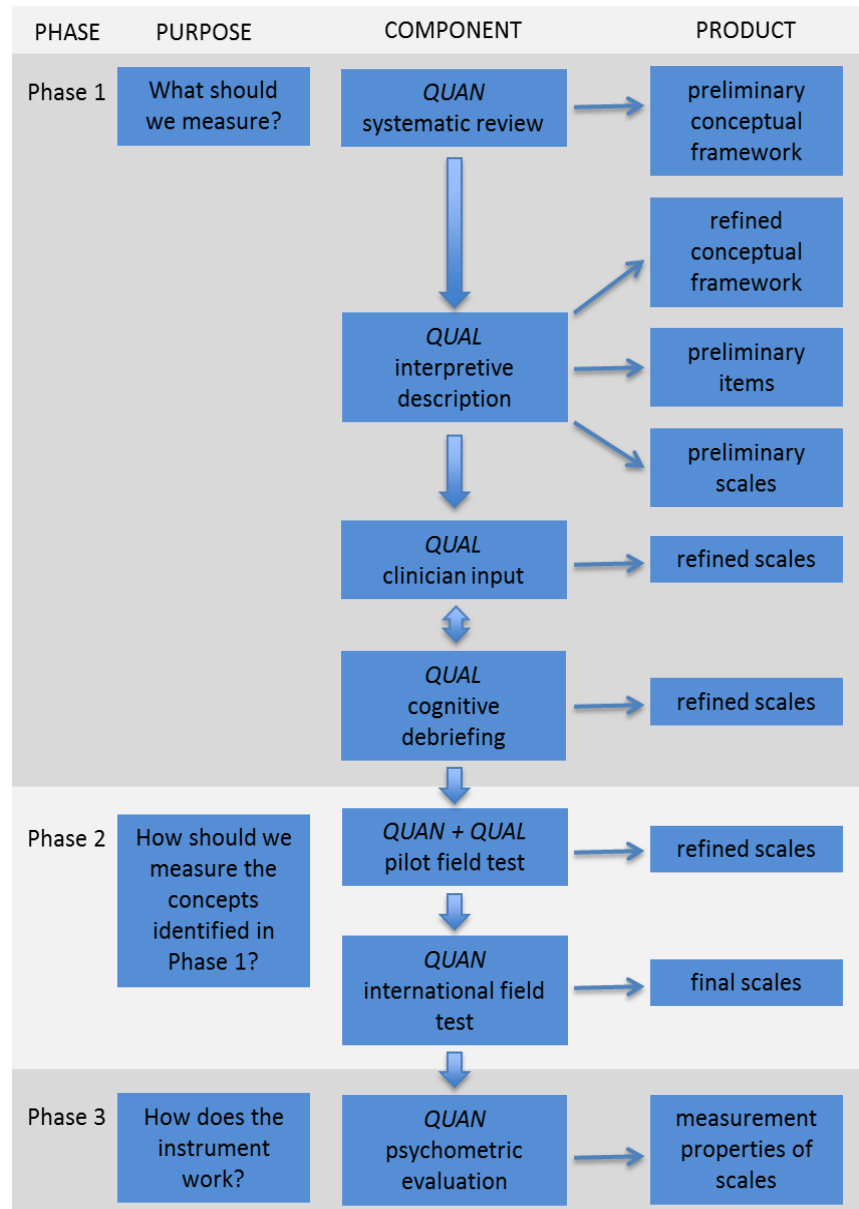 PHASE PURPOSE COMPONENT PRODUCT
Phase 1
What should
we measure?
QUAN
systematic review
preliminary
conceptual
framework
refined
conceptual
framework
QUAL
interpretive
description
preliminary
items
preliminary
scales
QUAL
clinician input
refined scales
QUAL
cognitive
debriefing
refined scales
Phase 2
How should we
measure the
concepts
identified in
Phase 1?
QUAN + QUAL
pilot field test
refined scales
QUAN
international field
test
final scales
Phase 3
How does the
instrument
work?
QUAN
psychometric
evaluation
measurement
properties of
scales